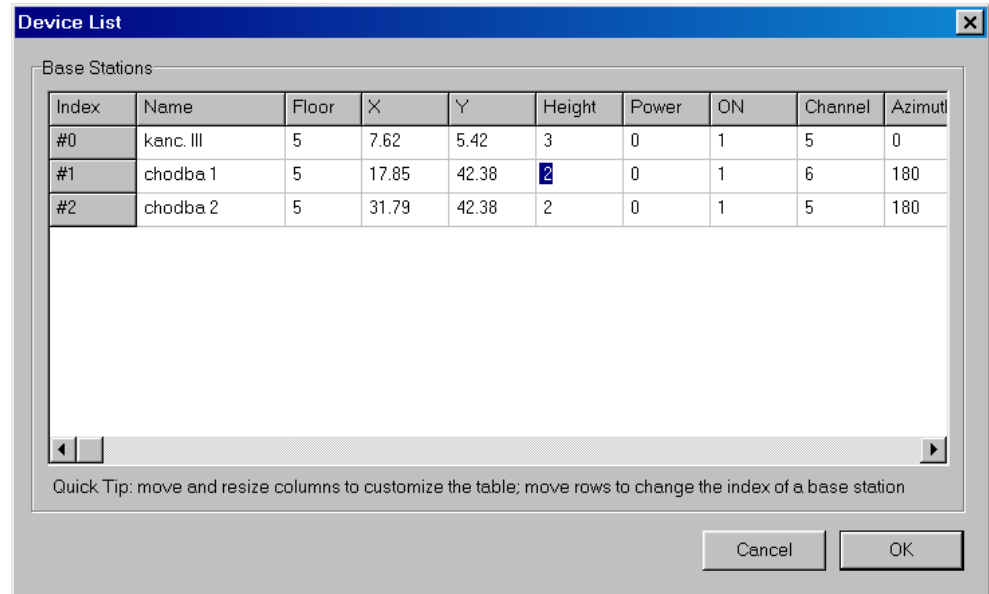 Device List
Base Stations
Index Name Floor X Y Height Power ON Channel Azimuth
#0 kanc. III 5 7.62 5.42 3 0 1 5 0
#1 chodba 1 5 17.85 42.38 2 0 1 6 180
#2 chodba 2 5 31.79 42.38 2 0 1 5 180
Quick Tip: move and resize columns to customize the table; move rows to change the index of a base station
Cancel OK